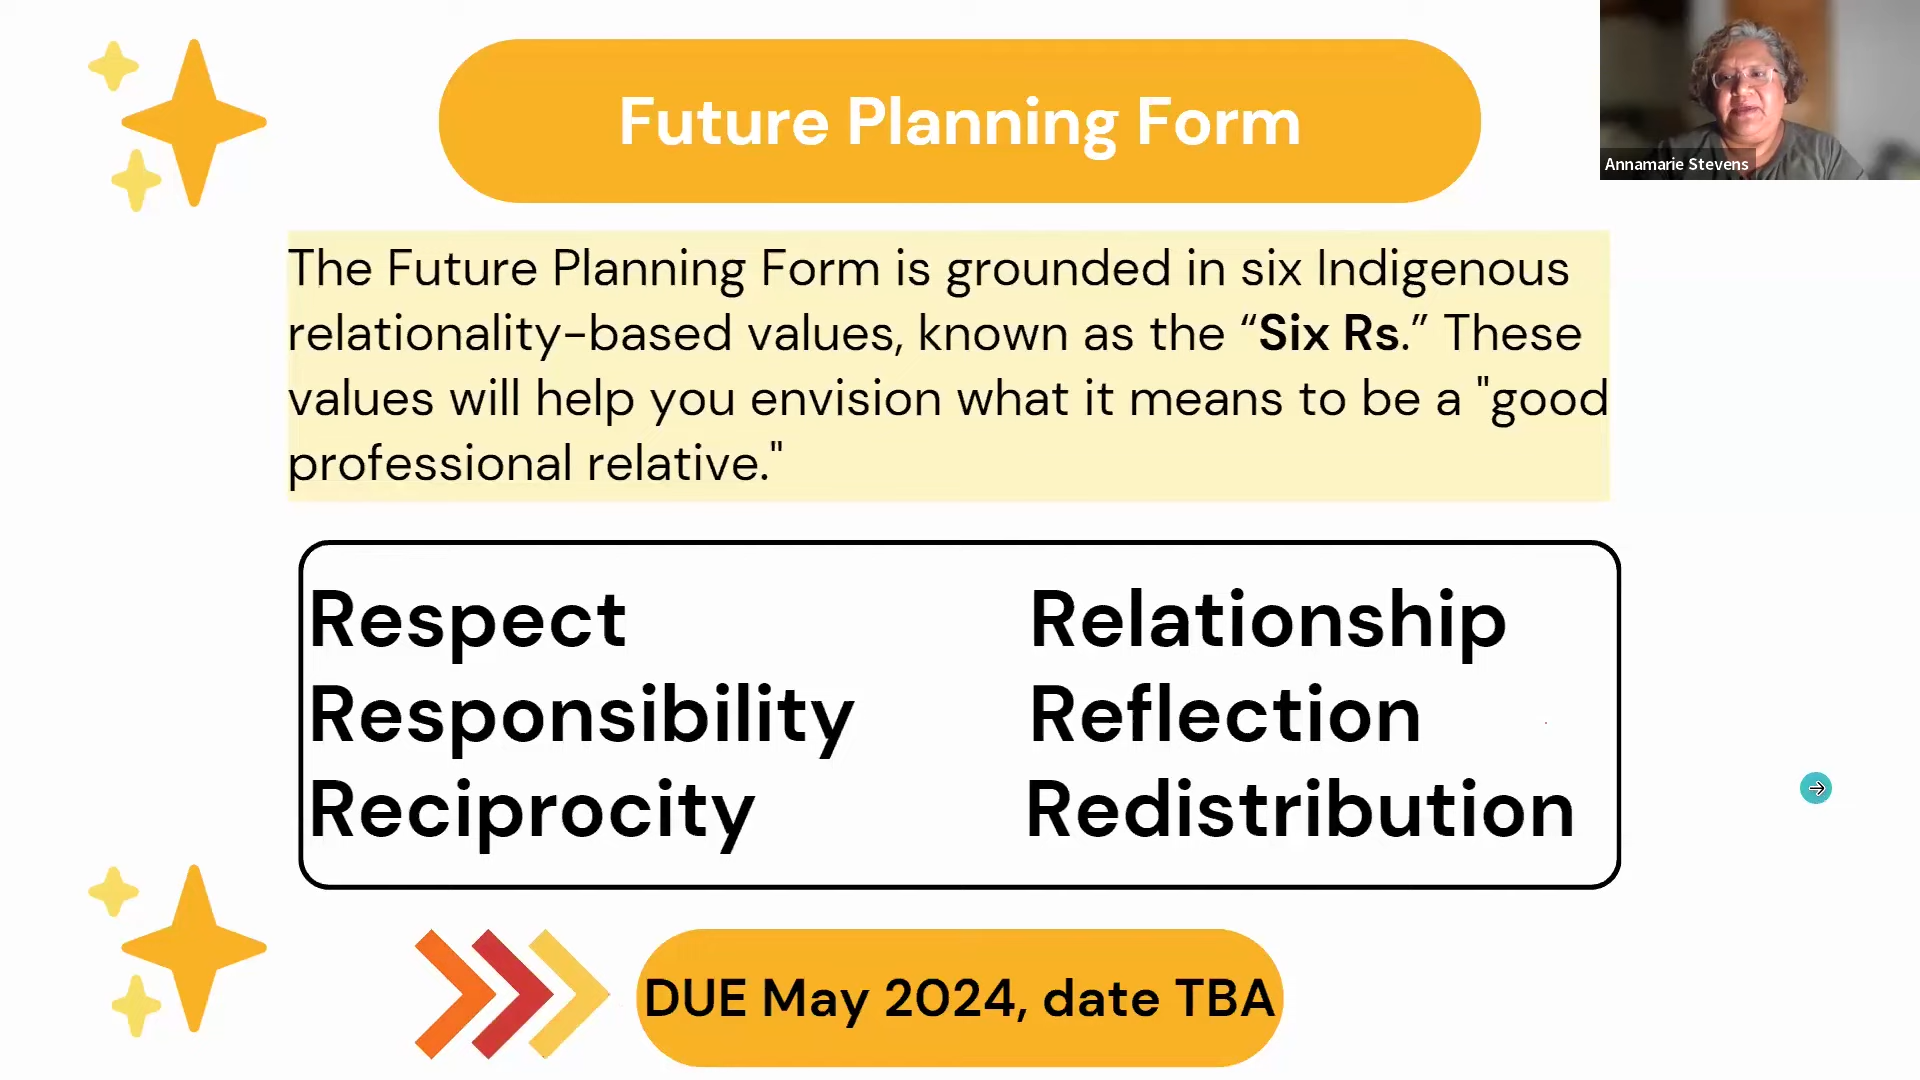 Future Planning Form
Annamarie Stevens
The Future Planning Form is grounded in six Indigenous
relationality-based values, known as the “Six Rs.” These
values will help you envision what it means to be a "good
professional relative."
Respect
Responsibility
Reciprocity
Relationship
Reflection
Redistribution
DUE May 2024, date TBA